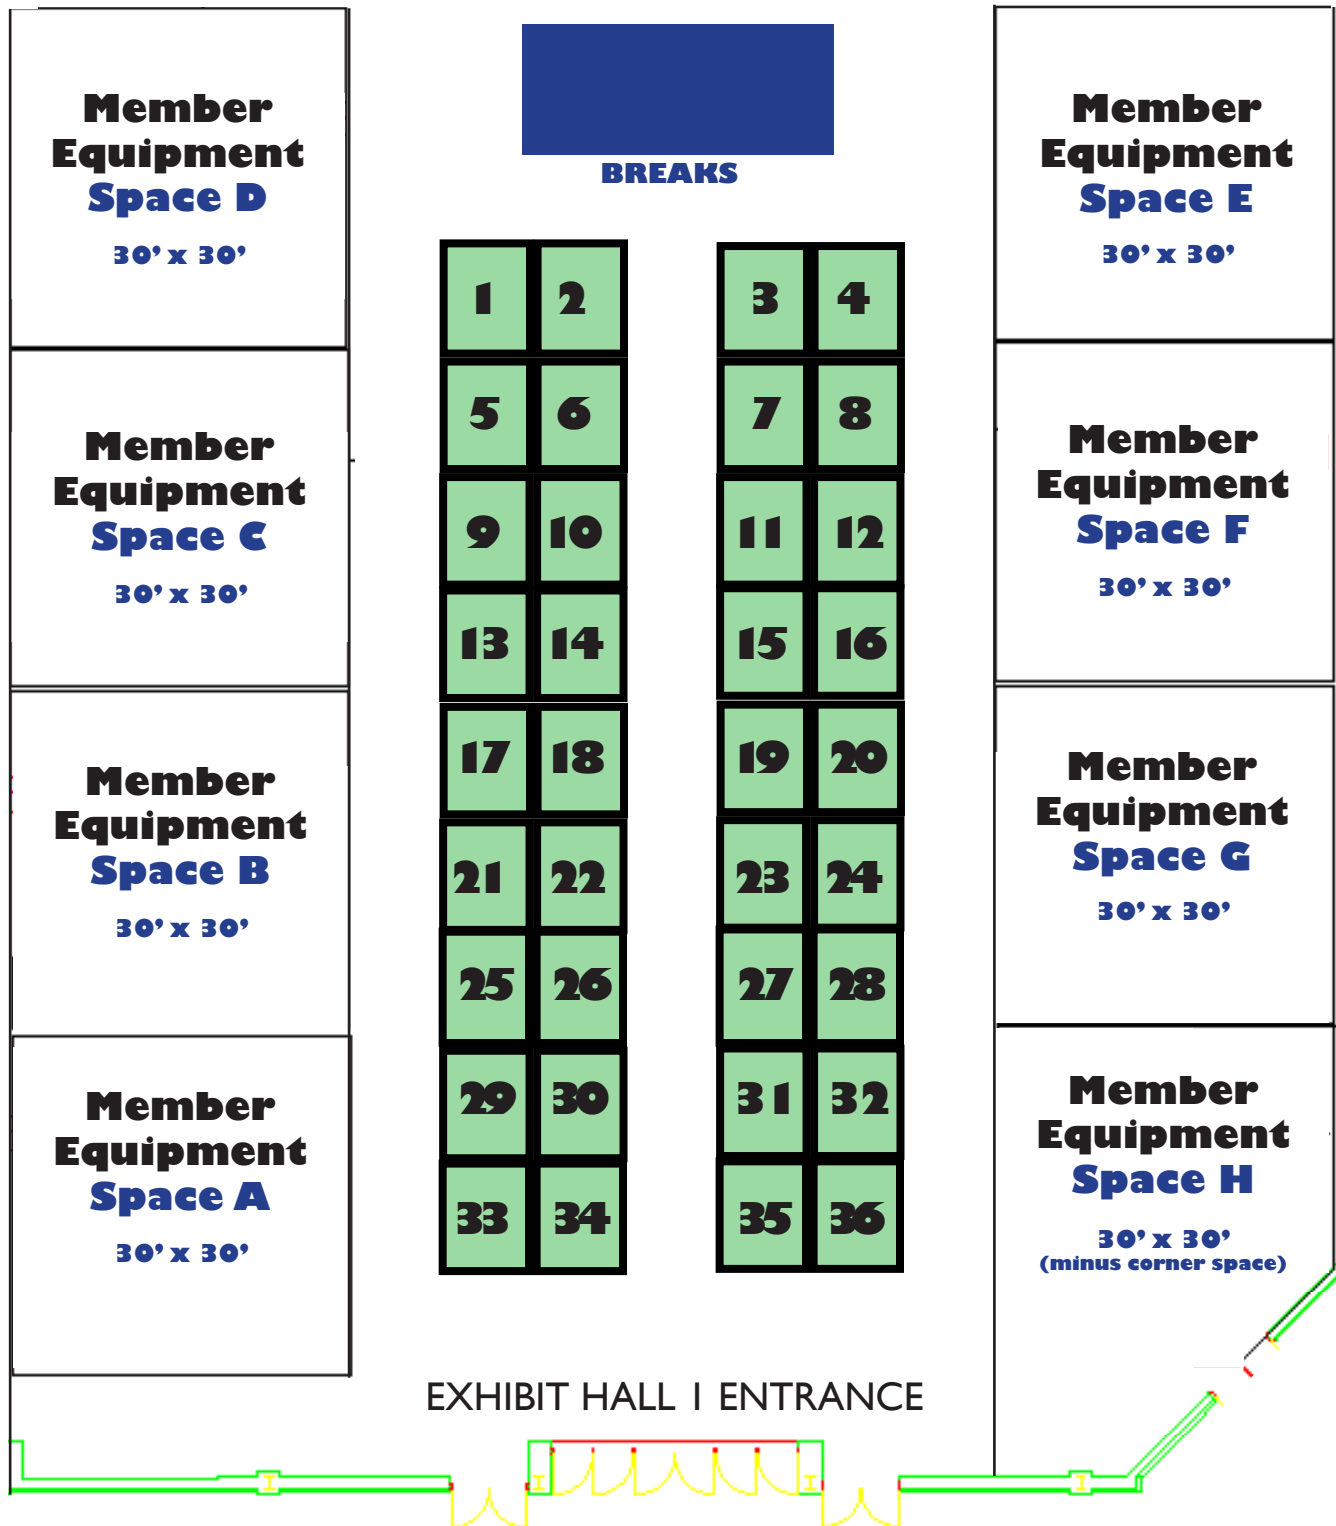 Member
Equipment
Space D
30’ x 30’
BREAKS
Member
Equipment
Space E
30’ x 30’
1 2 3 4
5 6 7 8
Member
Equipment
Space C
30’ x 30’
Member
Equipment
Space F
30’ x 30’
9 10 11 12
13 14 15 16
17 18 19 20
Member
Equipment
Space B
30’ x 30’
Member
Equipment
Space G
30’ x 30’
21 22 23 24
25 26 27 28
29 30 31 32
Member
Equipment
Space A
30’ x 30’
Member
Equipment
Space H
30’ x 30’
(minus corner space)
33 34 35 36
EXHIBIT HALL 1 ENTRANCE